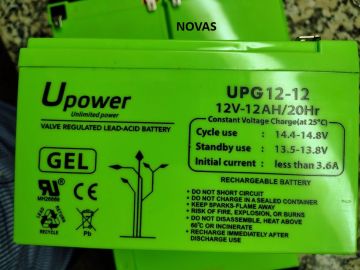 NOVAS
Upower
Unlimited power
VALVE REGULATED LEAD-ACID BATTERY
UPG12-12
12V-12AH/20Hr
Constant Voltage Charge(at 25°C)
Cycle use : 14.4-14.8V
Standby use : 13.5-13.8V
Initial current : less than 3.6A
GEL
RECHARGEABLE BATTERY
• DO NOT SHORT CIRCUIT
• DO NOT CHARGE IN A SEALED CONTAINER
• KEEP SPARKS-FLAME AWAY
• RISK OF FIRE, EXPLOSION, OR BURNS
• DO NOT DISASSEMBLE, HEAT ABOVE
60°C OR INCINERATE
• RECHARGE IMMEDIATELY AFTER
DISCHARGE USE
CE
LEAD
RETURN
RECYCLE
Pb